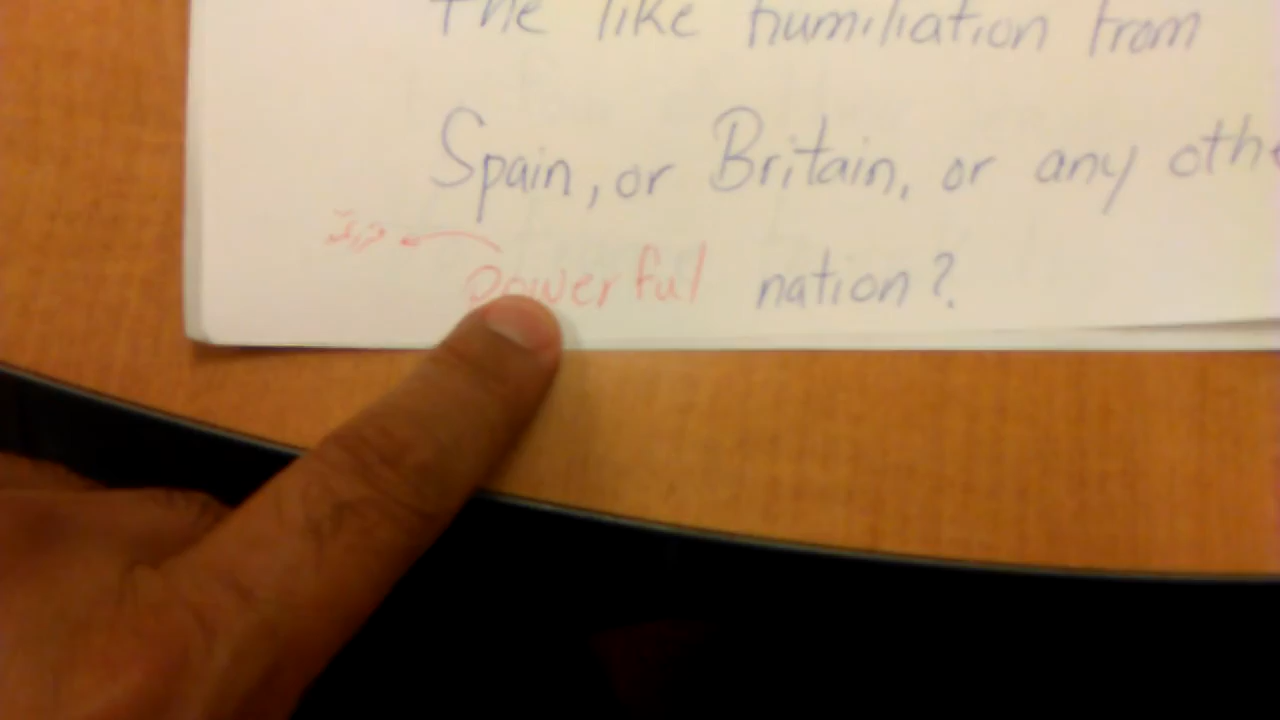 the like humiliation from
Spain, or Britain, or any oth
powerful nation?